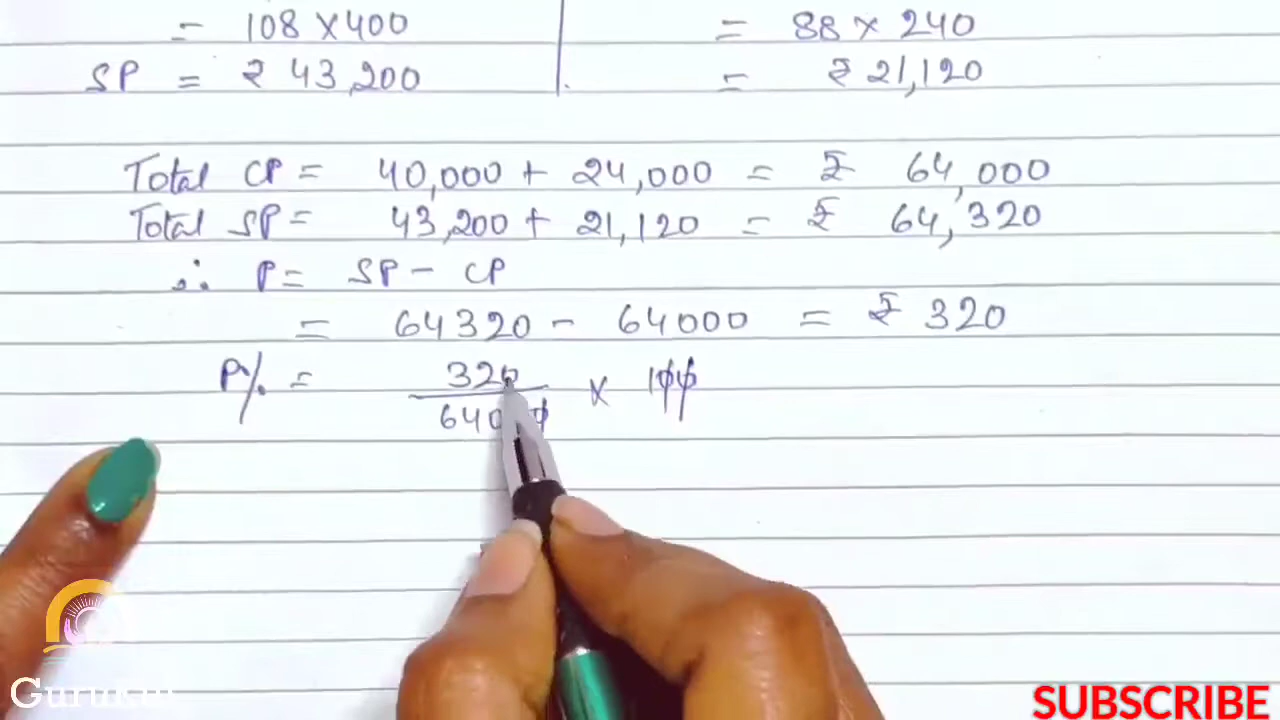 = 108 × 400
SP = ₹ 43,200
= 88 × 240
= ₹ 21,120
Total CP = 40,000 + 24,000 = ₹ 64,000
Total SP = 43,200 + 21,120 = ₹ 64,320
∴ P = SP - CP
= 64320 - 64000 = ₹ 320
P% = 320/64000 × 100
SUBSCRIBE